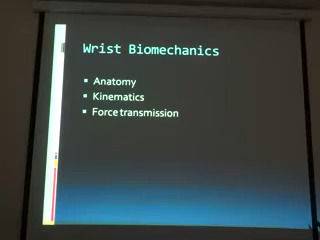 Wrist Biomechanics
Anatomy
Kinematics
Force transmission